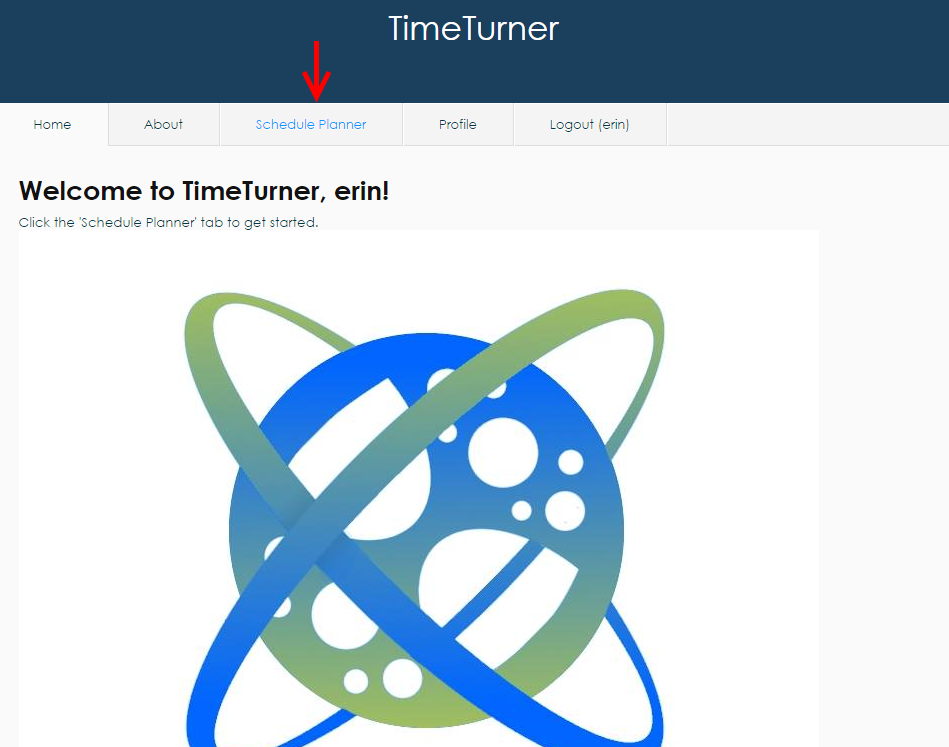 TimeTurner
Home About Schedule Planner Profile Logout (erin)
Welcome to TimeTurner, erin!
Click the 'Schedule Planner' tab to get started.